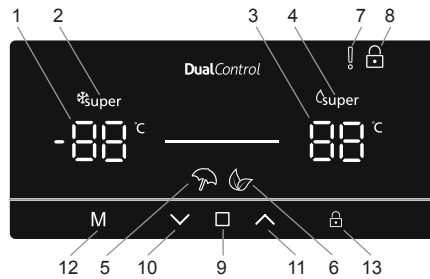 1 2 3 4 7 8
DualControl
super super
-88 °C 88 °C
M
12 5 10 9 11 6 13